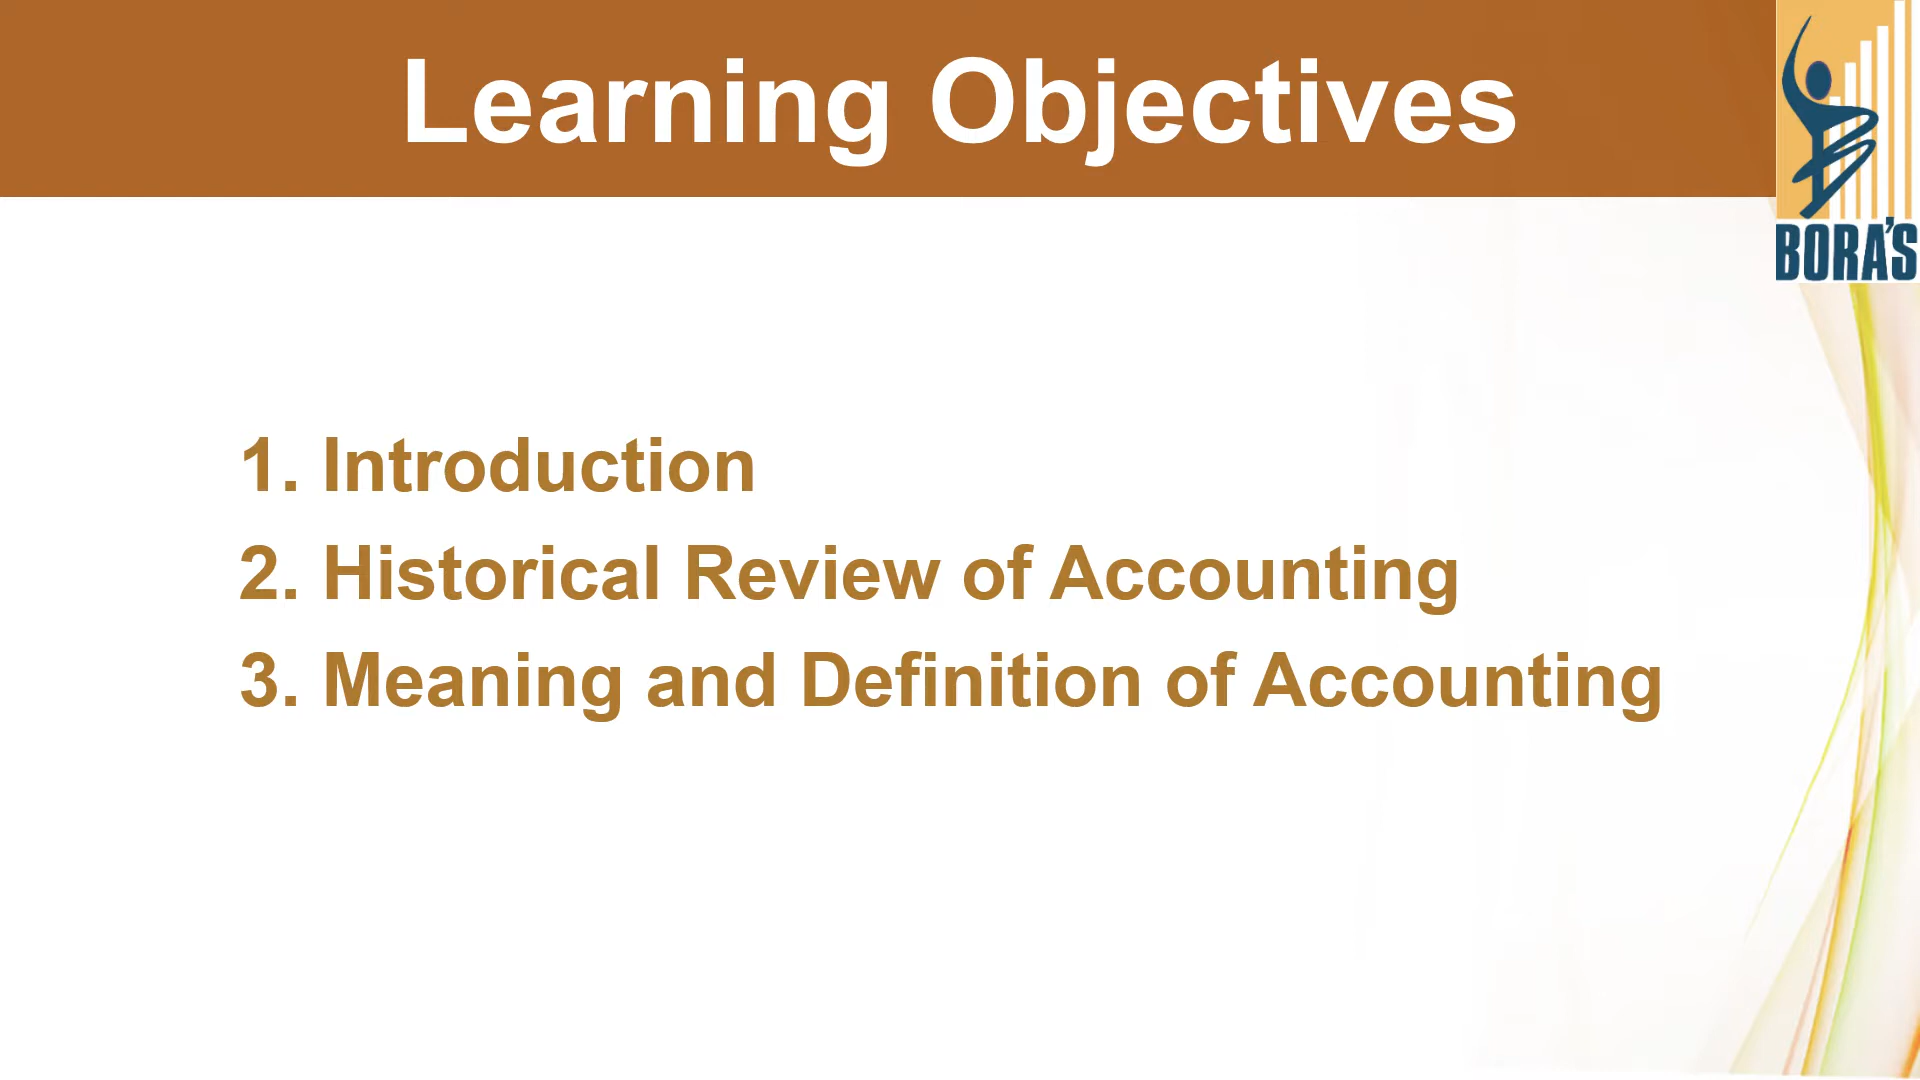 Learning Objectives
BORA'S
1. Introduction
2. Historical Review of Accounting
3. Meaning and Definition of Accounting